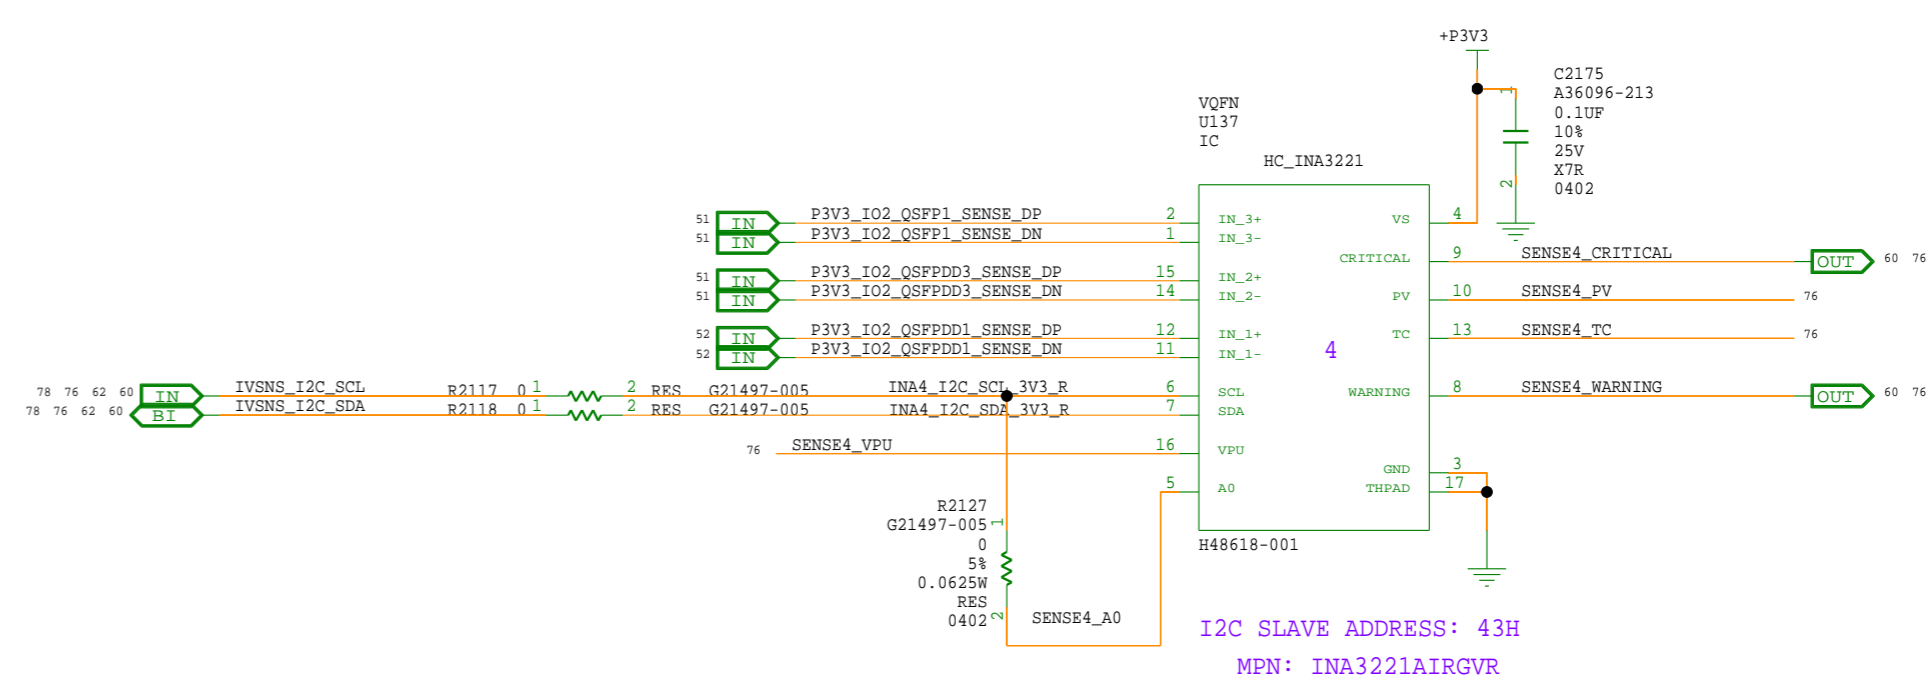 +P3V3
C2175
A36096-213
0.1UF
10%
25V
X7R
0402
1
2
VQFN
U137
IC
HC_INA3221
51 IN P3V3_IO2_QSFP1_SENSE_DP 2 IN_3+
51 IN P3V3_IO2_QSFP1_SENSE_DN 1 IN_3-
51 IN P3V3_IO2_QSFPDD3_SENSE_DP 15 IN_2+
51 IN P3V3_IO2_QSFPDD3_SENSE_DN 14 IN_2-
52 IN P3V3_IO2_QSFPDD1_SENSE_DP 12 IN_1+
52 IN P3V3_IO2_QSFPDD1_SENSE_DN 11 IN_1-
78 76 62 60 IN IVSNS_I2C_SCL R2117 0 1 2 RES G21497-005 INA4_I2C_SCL_3V3_R 6 SCL
78 76 62 60 BI IVSNS_I2C_SDA R2118 0 1 2 RES G21497-005 INA4_I2C_SDA_3V3_R 7 SDA
76 SENSE4_VPU 16 VPU
5 A0
VS 4
CRITICAL 9 SENSE4_CRITICAL OUT 60 76
PV 10 SENSE4_PV 76
TC 13 SENSE4_TC 76
4
WARNING 8 SENSE4_WARNING OUT 60 76
GND 3
THPAD 17
H48618-001
R2127
G21497-005 1
0
5%
0.0625W
RES
0402 2
SENSE4_A0
I2C SLAVE ADDRESS: 43H
MPN: INA3221AIRGVR